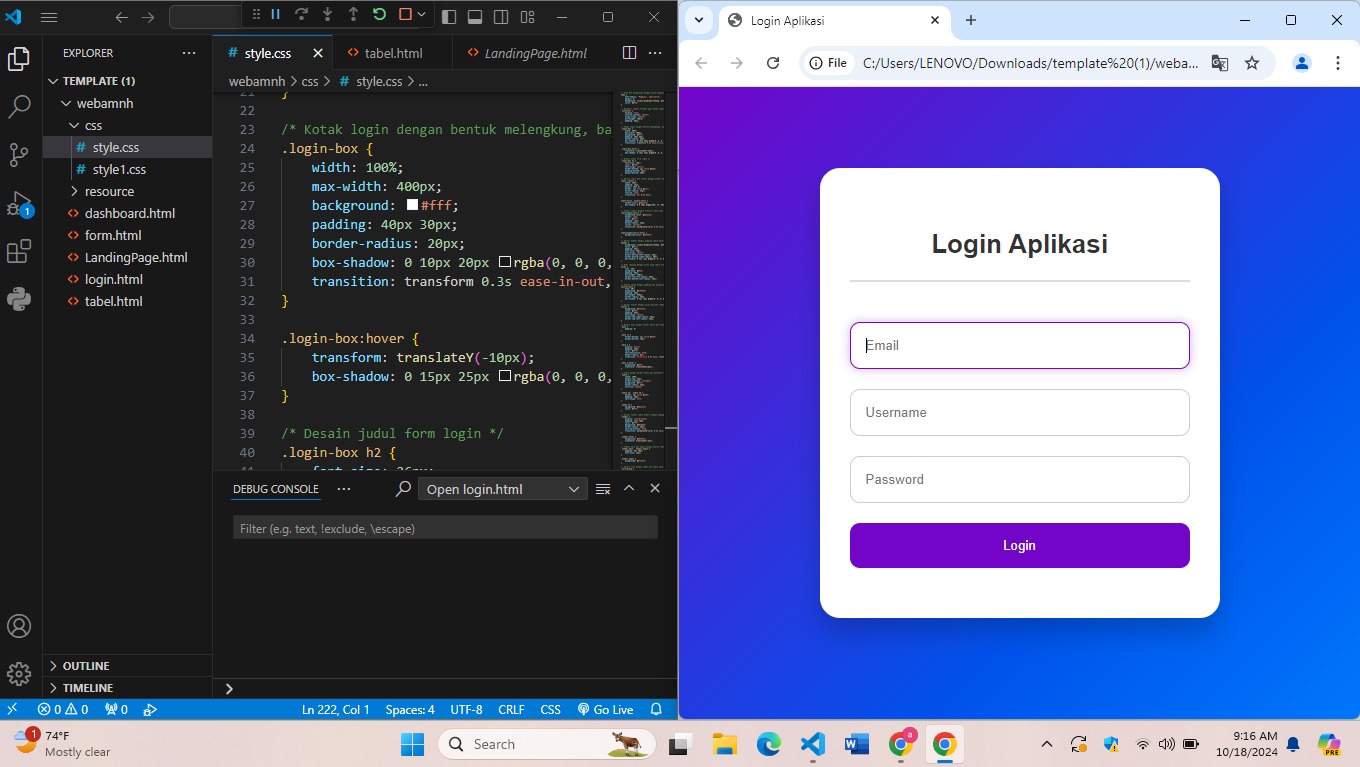 EXPLORER
TEMPLATE (1)
webamnh
css
style.css
style1.css
resource
dashboard.html
form.html
LandingPage.html
login.html
tabel.html
OUTLINE
TIMELINE
style.css
tabel.html
LandingPage.html
webamnh > css > # style.css > ...
21 }
22
23 /* Kotak login dengan bentuk melengkung, ba
24 .login-box {
25 width: 100%;
26 max-width: 400px;
27 background: #fff;
28 padding: 40px 30px;
29 border-radius: 20px;
30 box-shadow: 0 10px 20px rgba(0, 0, 0,
31 transition: transform 0.3s ease-in-out,
32 }
33
34 .login-box:hover {
35 transform: translateY(-10px);
36 box-shadow: 0 15px 25px rgba(0, 0, 0,
37 }
38
39 /* Desain judul form login */
40 .login-box h2 {
41 font-size: 26px;
DEBUG CONSOLE
Open login.html
Filter (e.g. text, !exclude, \escape)
1
0 0 0
Ln 222, Col 1 Spaces: 4 UTF-8 CRLF CSS Go Live
Login Aplikasi
File C:/Users/LENOVO/Downloads/template%20(1)/weba...
Login Aplikasi
Email
Username
Password
Login
1
74°F
Mostly clear
Search
a
PRE
9:16 AM
10/18/2024